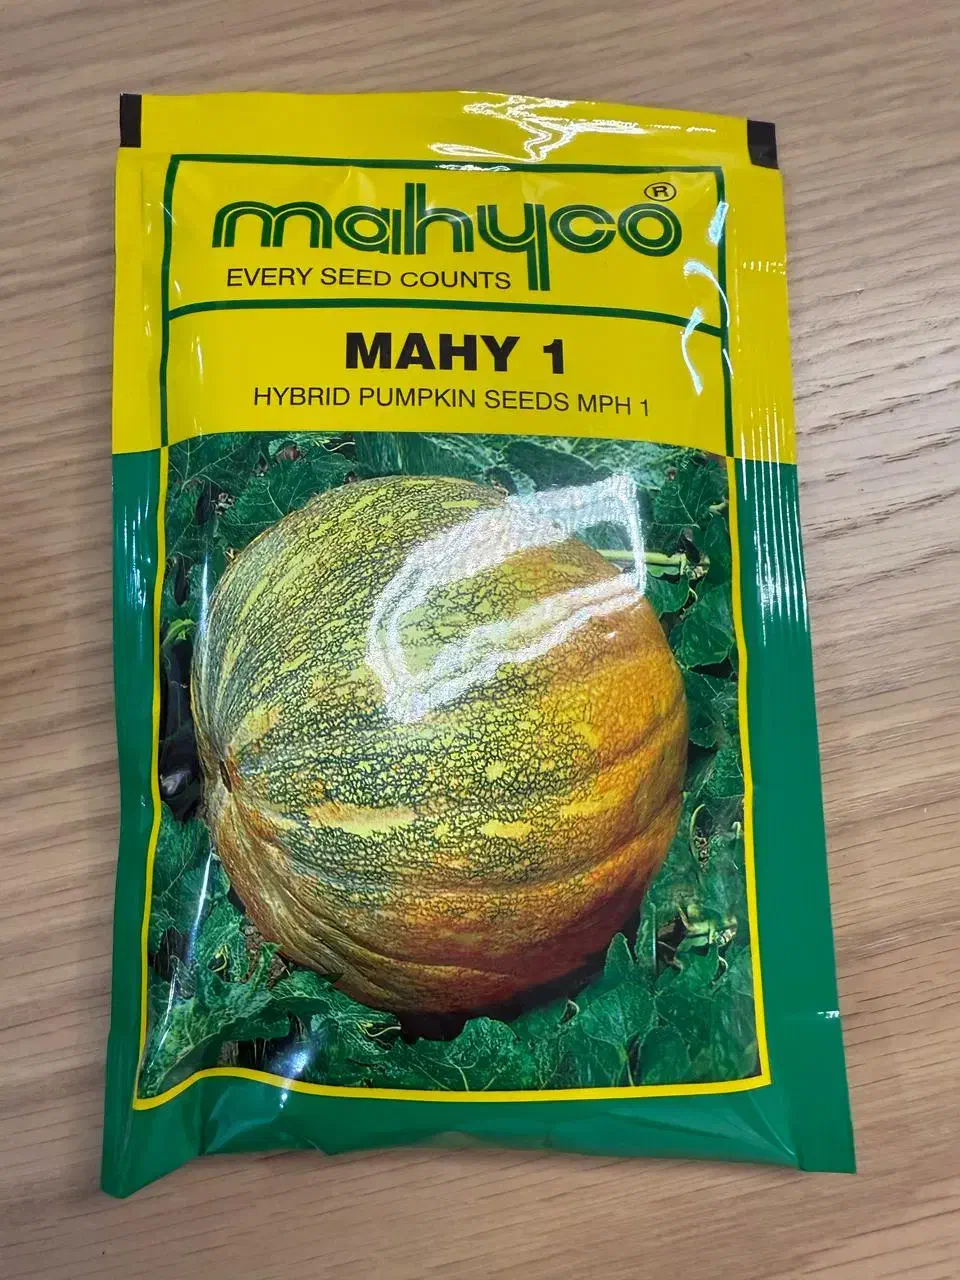 mahyco®
EVERY SEED COUNTS
MAHY 1
HYBRID PUMPKIN SEEDS MPH 1